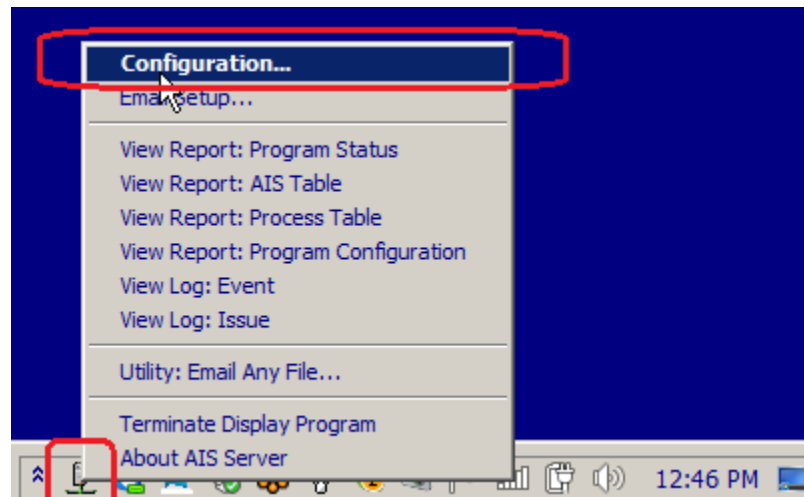 Configuration...
Email Setup...
View Report: Program Status
View Report: AIS Table
View Report: Process Table
View Report: Program Configuration
View Log: Event
View Log: Issue
Utility: Email Any File...
Terminate Display Program
About AIS Server
12:46 PM